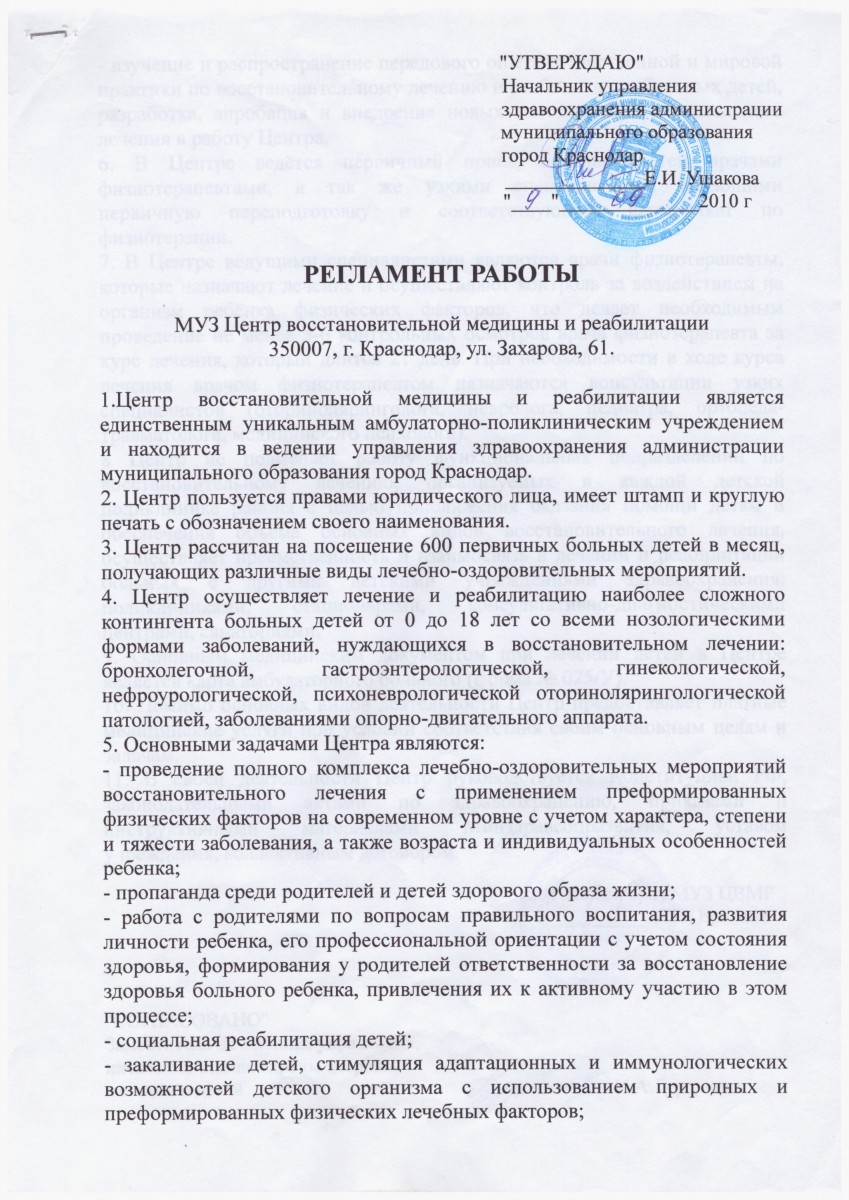 "УТВЕРЖДАЮ"
Начальник управления
здравоохранения администрации
муниципального образования
город Краснодар
Е.И. Ушакова
" 9 " 09 2010 г
РЕГЛАМЕНТ РАБОТЫ
МУЗ Центр восстановительной медицины и реабилитации
350007, г. Краснодар, ул. Захарова, 61.
1.Центр восстановительной медицины и реабилитации является
единственным уникальным амбулаторно-поликлиническим учреждением
и находится в ведении управления здравоохранения администрации
муниципального образования город Краснодар.
2. Центр пользуется правами юридического лица, имеет штамп и круглую
печать с обозначением своего наименования.
3. Центр рассчитан на посещение 600 первичных больных детей в месяц,
получающих различные виды лечебно-оздоровительных мероприятий.
4. Центр осуществляет лечение и реабилитацию наиболее сложного
контингента больных детей от 0 до 18 лет со всеми нозологическими
формами заболеваний, нуждающихся в восстановительном лечении:
бронхолегочной, гастроэнтерологической, гинекологической,
нефроурологической, психоневрологической оторинолярингологической
патологией, заболеваниями опорно-двигательного аппарата.
5. Основными задачами Центра являются:
- проведение полного комплекса лечебно-оздоровительных мероприятий
восстановительного лечения с применением преформированных
физических факторов на современном уровне с учетом характера, степени
и тяжести заболевания, а также возраста и индивидуальных особенностей
ребенка;
- пропаганда среди родителей и детей здорового образа жизни;
- работа с родителями по вопросам правильного воспитания, развития
личности ребенка, его профессиональной ориентации с учетом состояния
здоровья, формирования у родителей ответственности за восстановление
здоровья больного ребенка, привлечения их к активному участию в этом
процессе;
- социальная реабилитация детей;
- закаливание детей, стимуляция адаптационных и иммунологических
возможностей детского организма с использованием природных и
преформированных физических лечебных факторов;